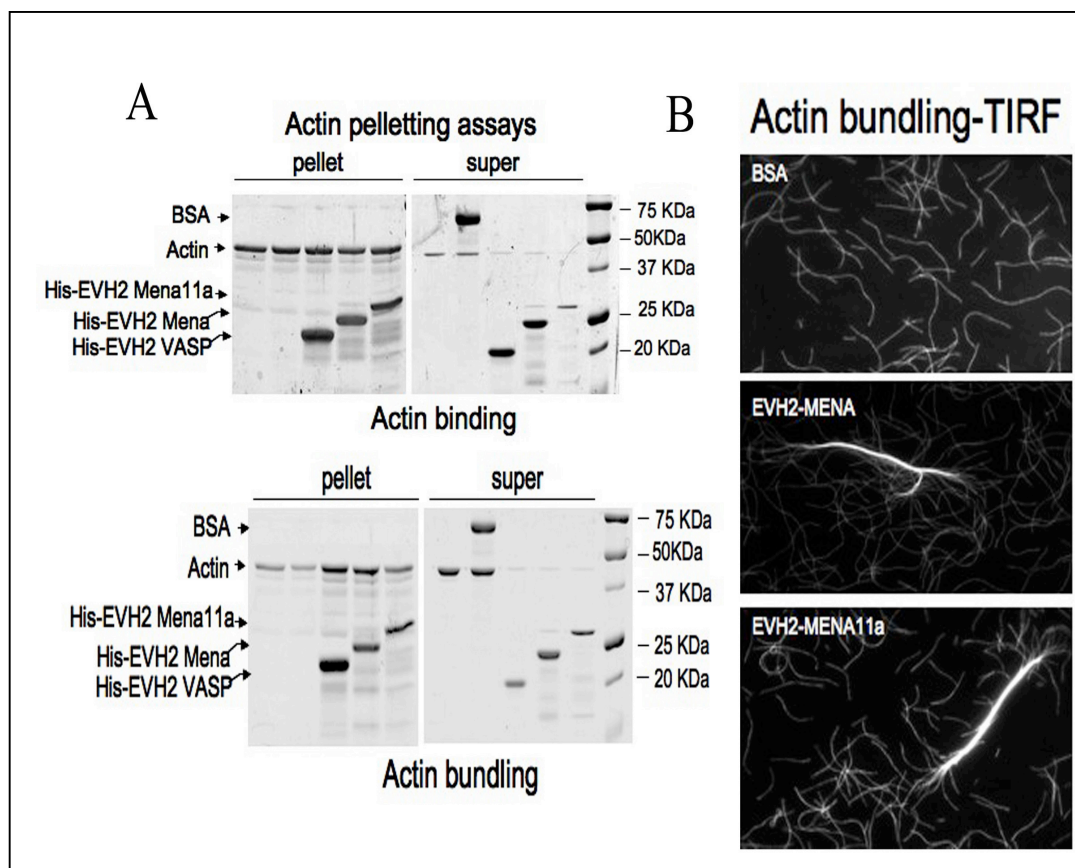 A
Actin pelletting assays
pellet super
BSA
Actin
His-EVH2 Mena11a
His-EVH2 Mena
His-EVH2 VASP
75 KDa
50KDa
37 KDa
25 KDa
20 KDa
Actin binding
pellet super
BSA
Actin
His-EVH2 Mena11a
His-EVH2 Mena
His-EVH2 VASP
75 KDa
50KDa
37 KDa
25 KDa
20 KDa
Actin bundling
B
Actin bundling-TIRF
BSA
EVH2-MENA
EVH2-MENA11a